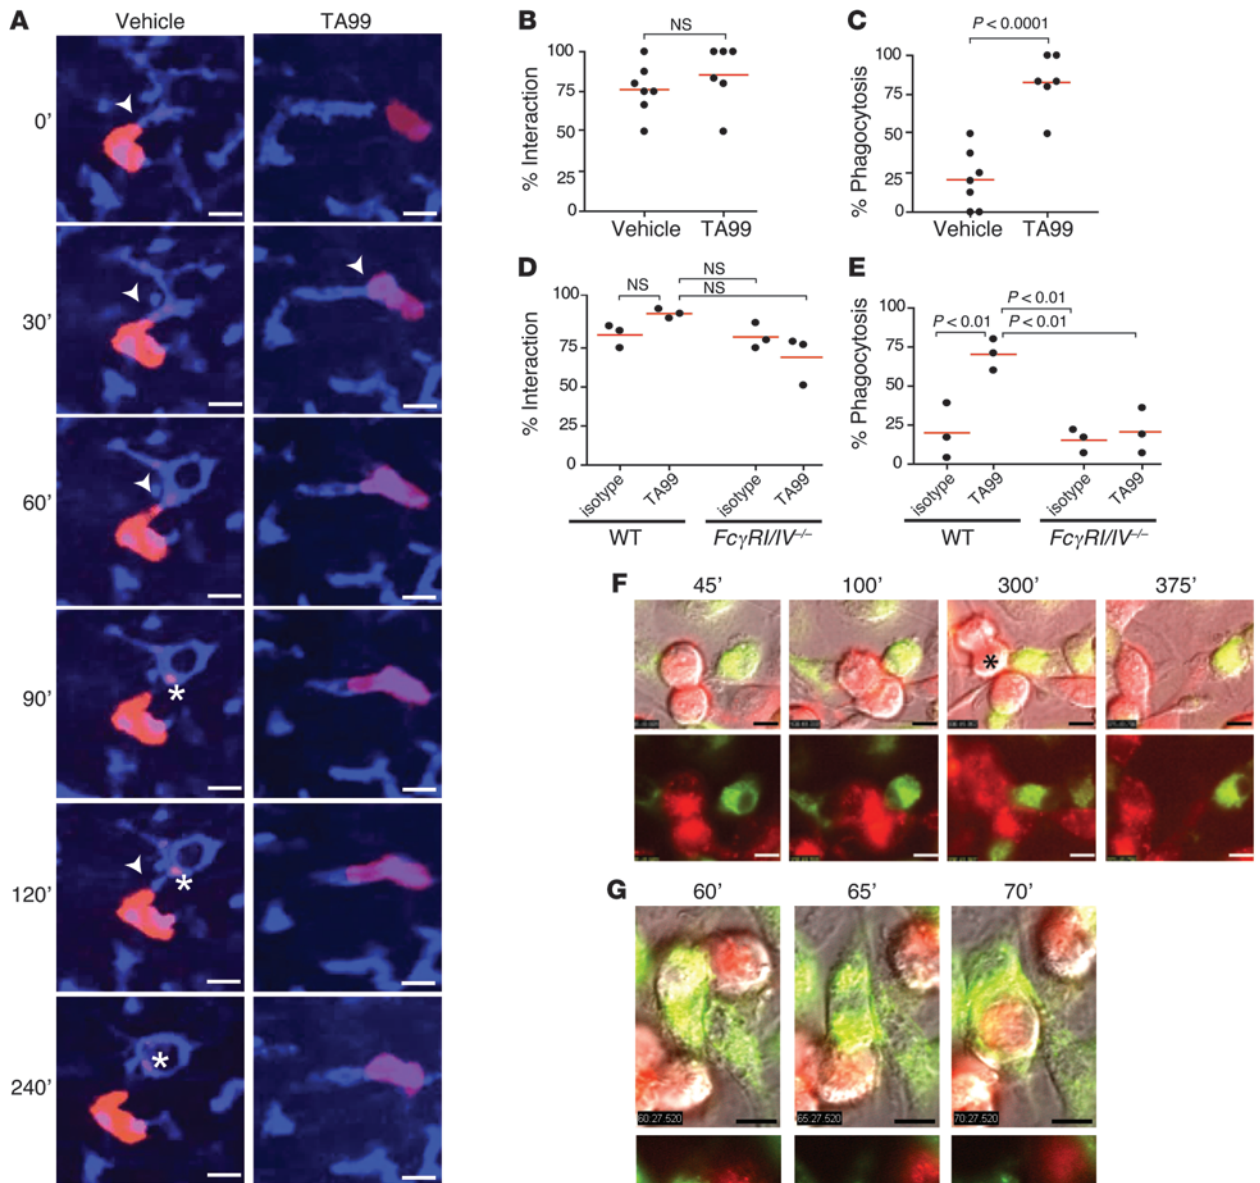 A
Vehicle
TA99
0'
30'
60'
90'
120'
240'
B
NS
% Interaction
100
75
50
25
0
Vehicle
TA99
C
P < 0.0001
% Phagocytosis
100
75
50
25
0
Vehicle
TA99
D
NS
NS
NS
% Interaction
100
75
50
25
0
isotype
TA99
isotype
TA99
WT
FcγRI/IV–/–
E
P < 0.01
P < 0.01
P < 0.01
% Phagocytosis
100
75
50
25
0
isotype
TA99
isotype
TA99
WT
FcγRI/IV–/–
F
45'
100'
300'
375'
*
G
60'
65'
70'
60:27.520
65:27.520
70:27.520